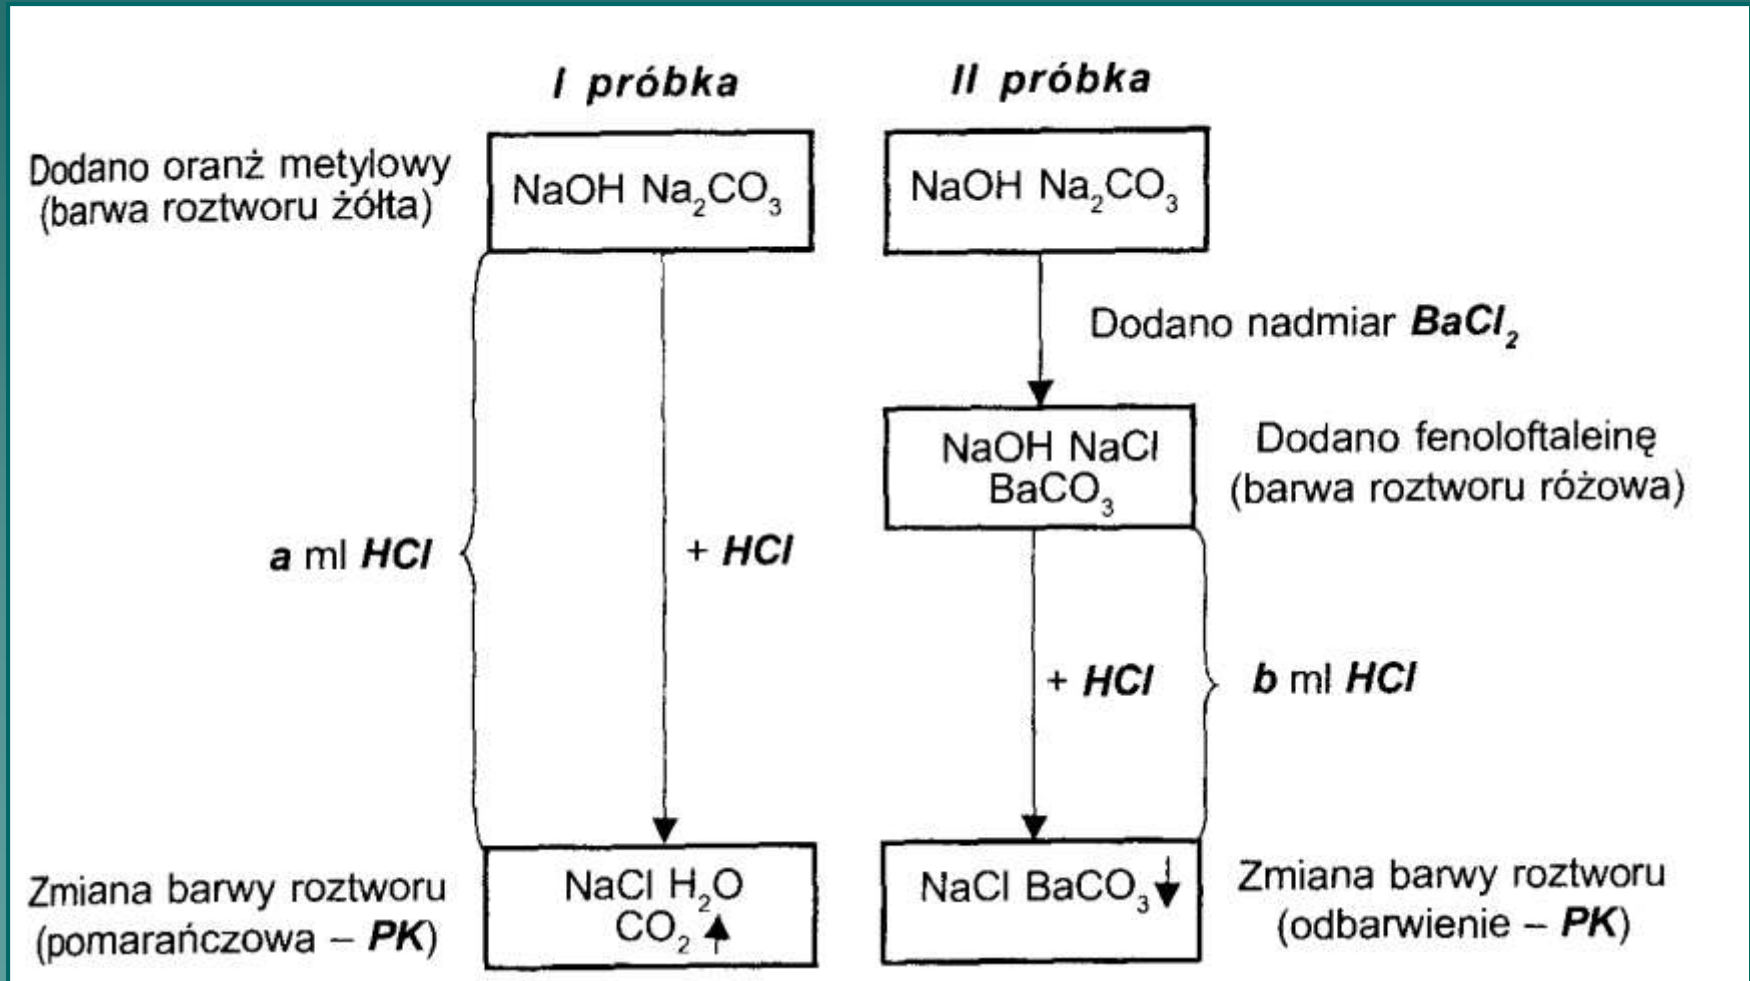 I próbka
II próbka
Dodano oranż metylowy
(barwa roztworu żółta)
NaOH Na₂CO₃
NaOH Na₂CO₃
Dodano nadmiar BaCl₂
NaOH NaCl
BaCO₃
Dodano fenoloftaleinę
(barwa roztworu różowa)
a ml HCl
+ HCl
+ HCl
b ml HCl
Zmiana barwy roztworu
(pomarańczowa – PK)
NaCl H₂O
CO₂↑
NaCl BaCO₃↓
Zmiana barwy roztworu
(odbarwienie – PK)